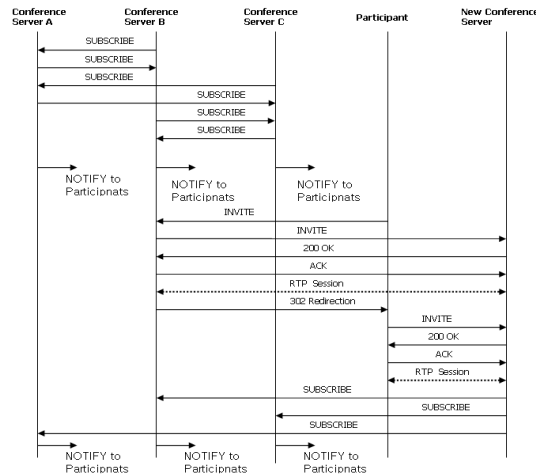 Conference
Server A
Conference
Server B
Conference
Server C
Participant
New Conference
Server
SUBSCRIBE
SUBSCRIBE
SUBSCRIBE
SUBSCRIBE
SUBSCRIBE
SUBSCRIBE
NOTIFY to
Participnats
NOTIFY to
Participnats
NOTIFY to
Participnats
INVITE
INVITE
200 OK
ACK
RTP Session
302 Redirection
INVITE
200 OK
ACK
RTP Session
SUBSCRIBE
SUBSCRIBE
SUBSCRIBE
NOTIFY to
Participnats
NOTIFY to
Participnats
NOTIFY to
Participnats